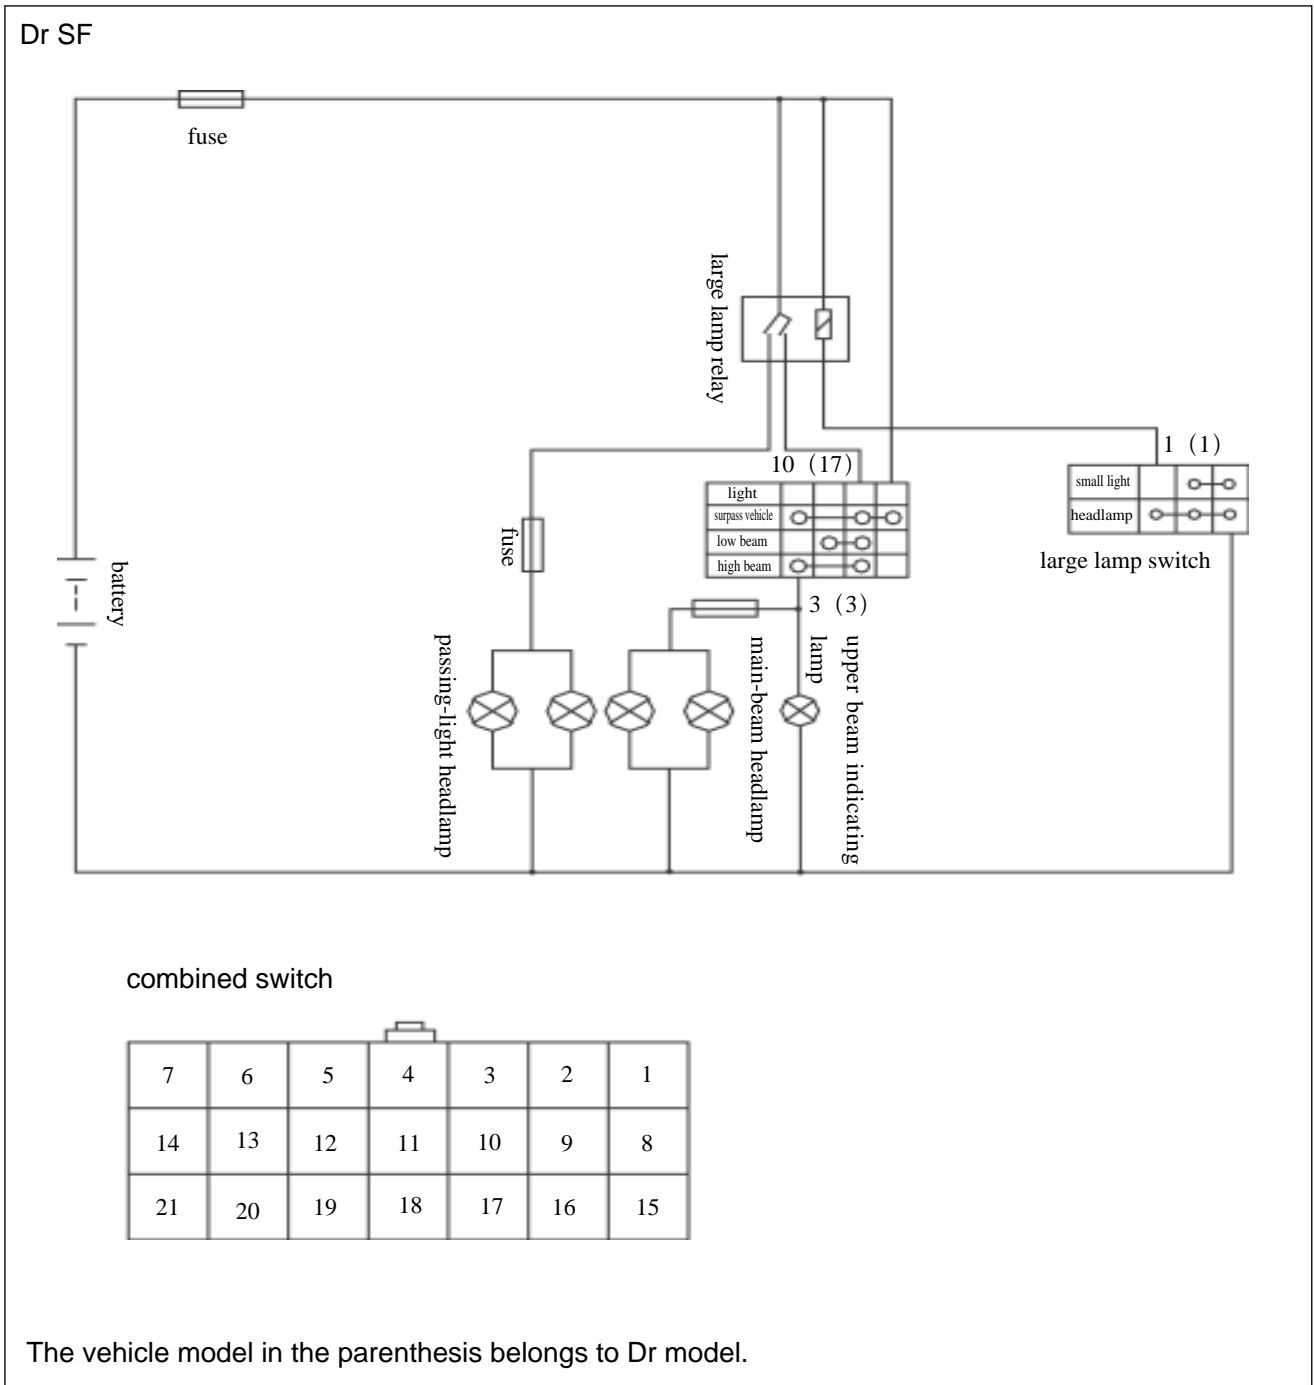 Dr SF
fuse
large lamp relay
1 (1)
10 (17)
light
surpass vehicle
low beam
high beam
small light
headlamp
large lamp switch
fuse
battery
3 (3)
passing-light headlamp
main-beam headlamp
lamp
upper beam indicating
combined switch
7 6 5 4 3 2 1
14 13 12 11 10 9 8
21 20 19 18 17 16 15
The vehicle model in the parenthesis belongs to Dr model.